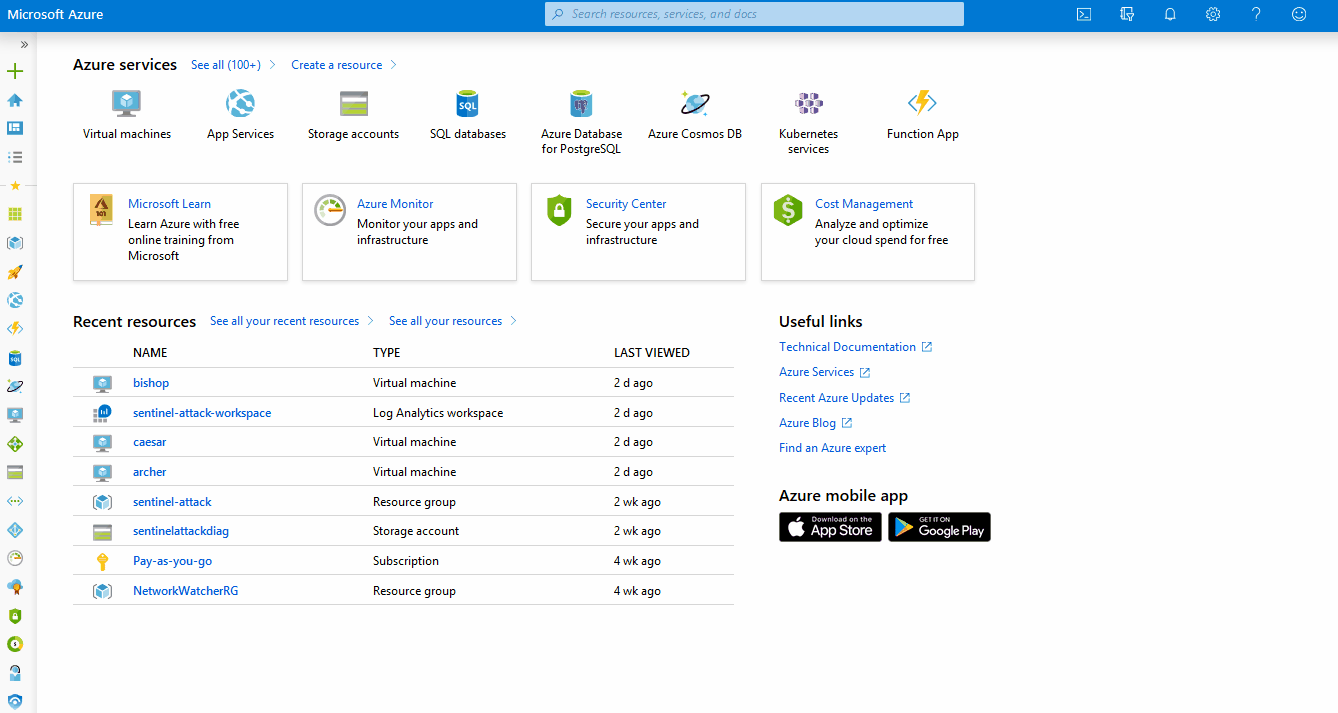 Microsoft Azure
Search resources, services, and docs
Azure services See all (100+) Create a resource
Virtual machines
App Services
Storage accounts
SQL
SQL databases
Azure Database
for PostgreSQL
Azure Cosmos DB
Kubernetes
services
Function App
101
Microsoft Learn
Learn Azure with free
online training from
Microsoft
Azure Monitor
Monitor your apps and
infrastructure
Security Center
Secure your apps and
infrastructure
Cost Management
Analyze and optimize
your cloud spend for free
Recent resources See all your recent resources See all your resources
NAME TYPE LAST VIEWED
bishop Virtual machine 2 d ago
sentinel-attack-workspace Log Analytics workspace 2 d ago
caesar Virtual machine 2 d ago
archer Virtual machine 2 d ago
sentinel-attack Resource group 2 wk ago
sentinelattackdiag Storage account 2 wk ago
Pay-as-you-go Subscription 4 wk ago
NetworkWatcherRG Resource group 4 wk ago
Useful links
Technical Documentation
Azure Services
Recent Azure Updates
Azure Blog
Find an Azure expert
Azure mobile app
Download on the
App Store
GET IT ON
Google Play
SQL